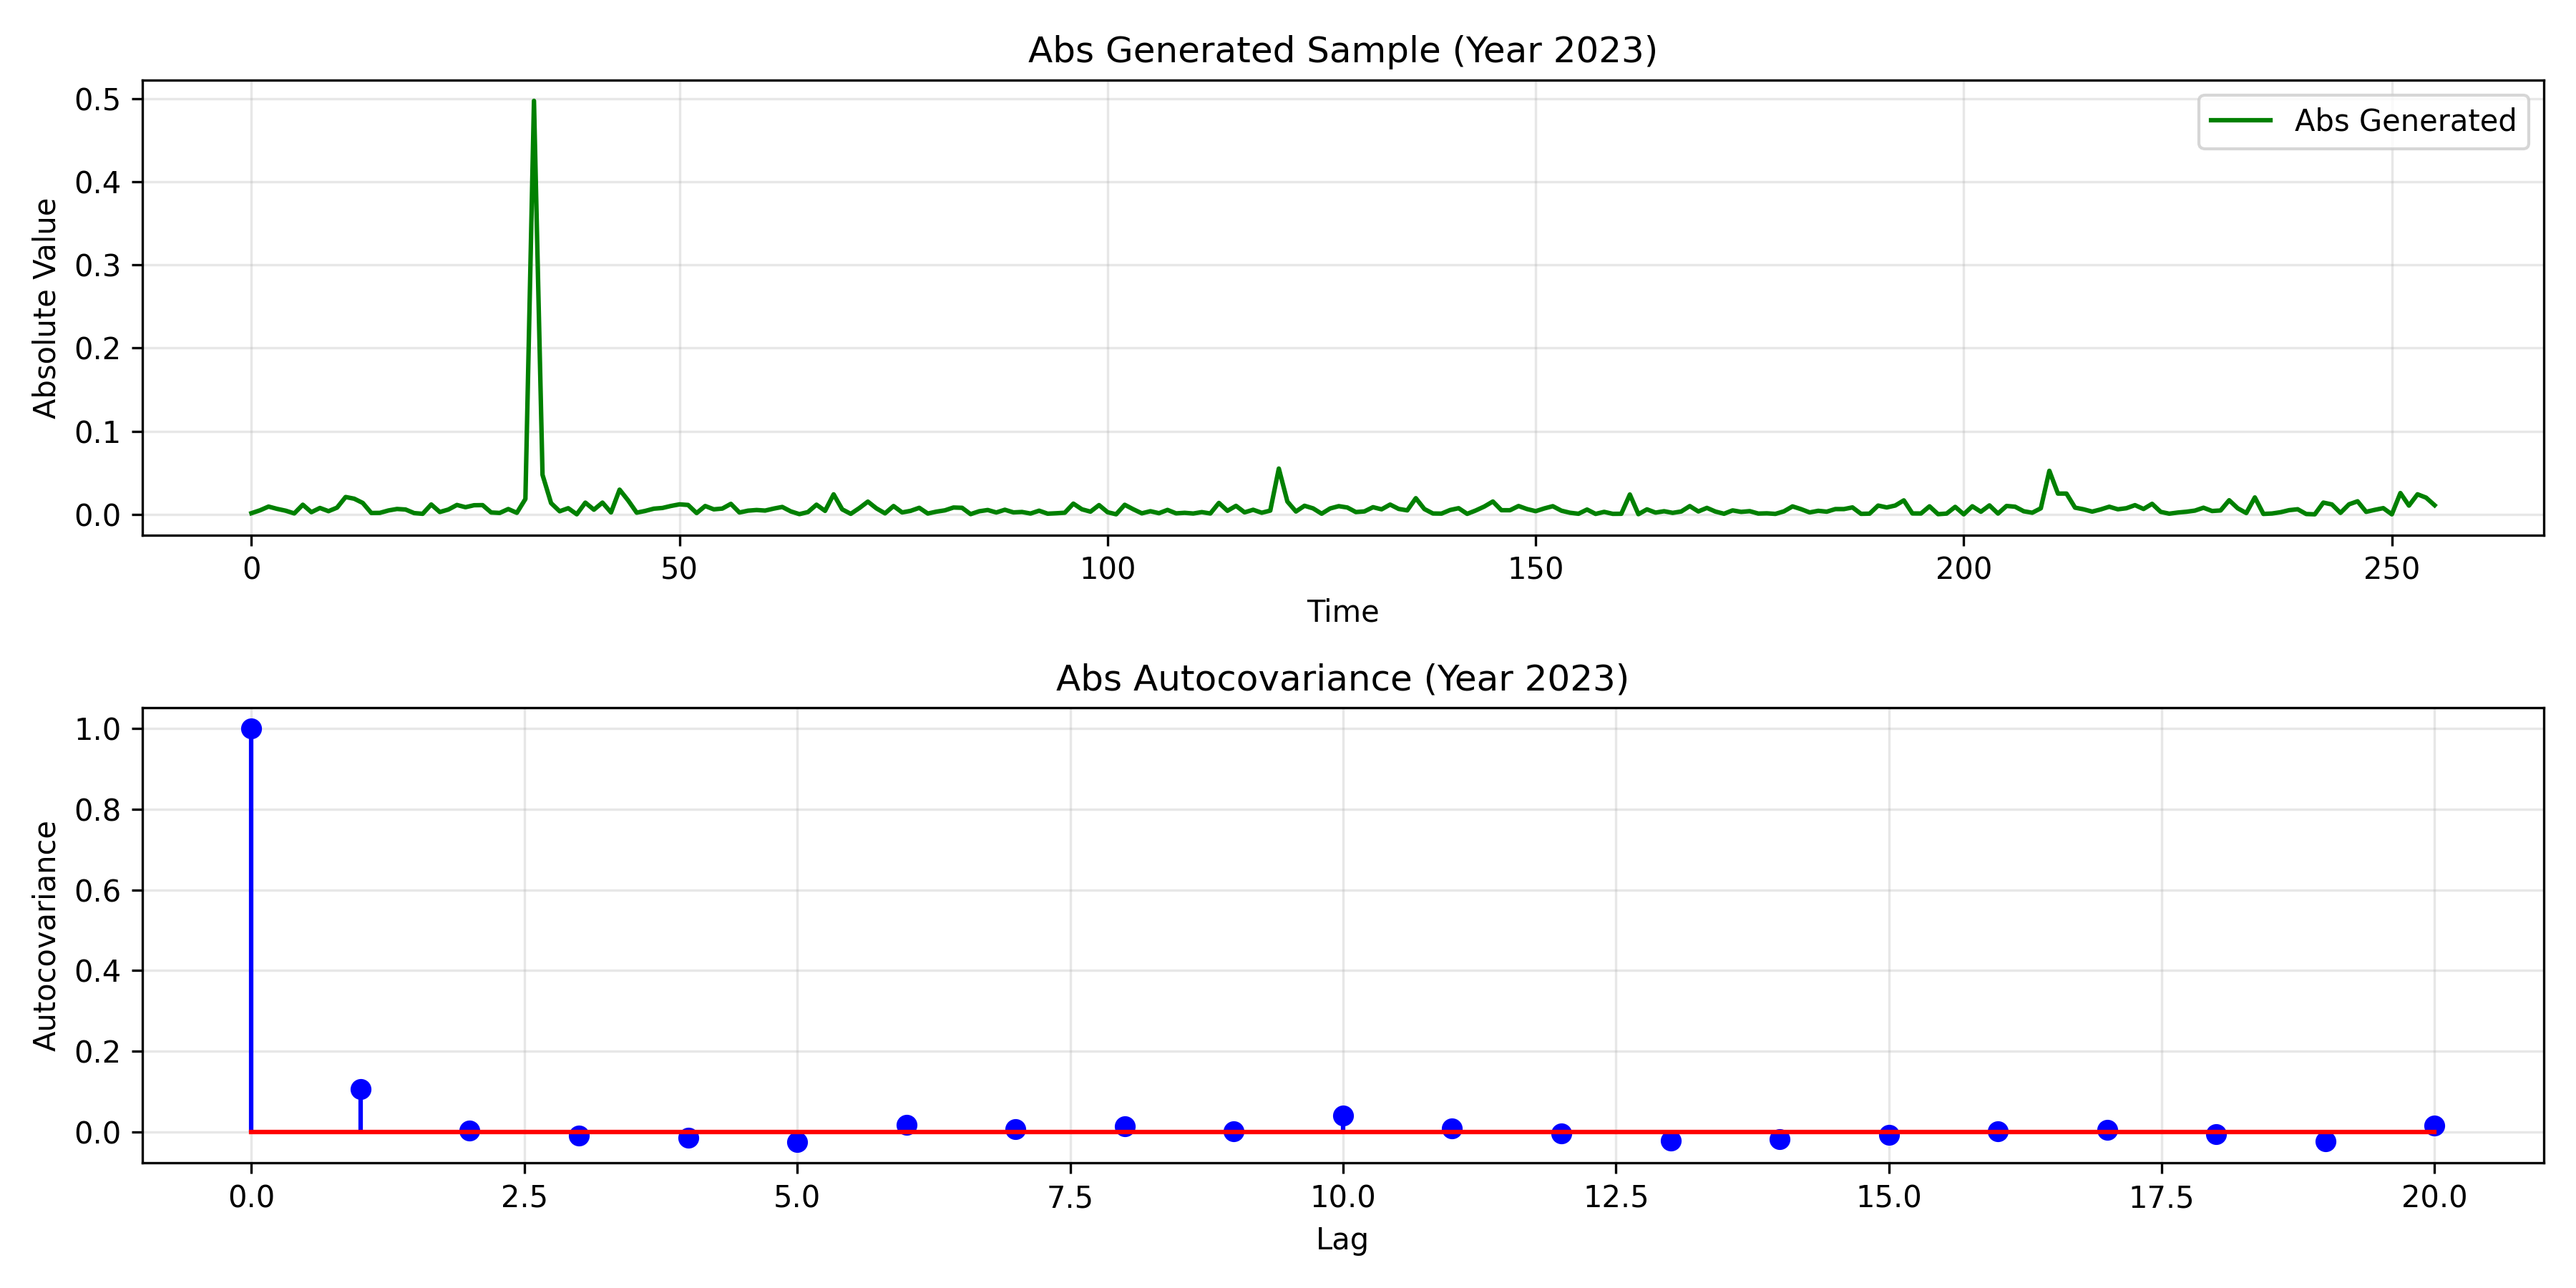 Abs Generated Sample (Year 2023)
Absolute Value
0.5
0.4
0.3
0.2
0.1
0.0
Abs Generated
0 50 100 150 200 250
Time
Abs Autocovariance (Year 2023)
Autocovariance
1.0
0.8
0.6
0.4
0.2
0.0
0.0 2.5 5.0 7.5 10.0 12.5 15.0 17.5 20.0
Lag